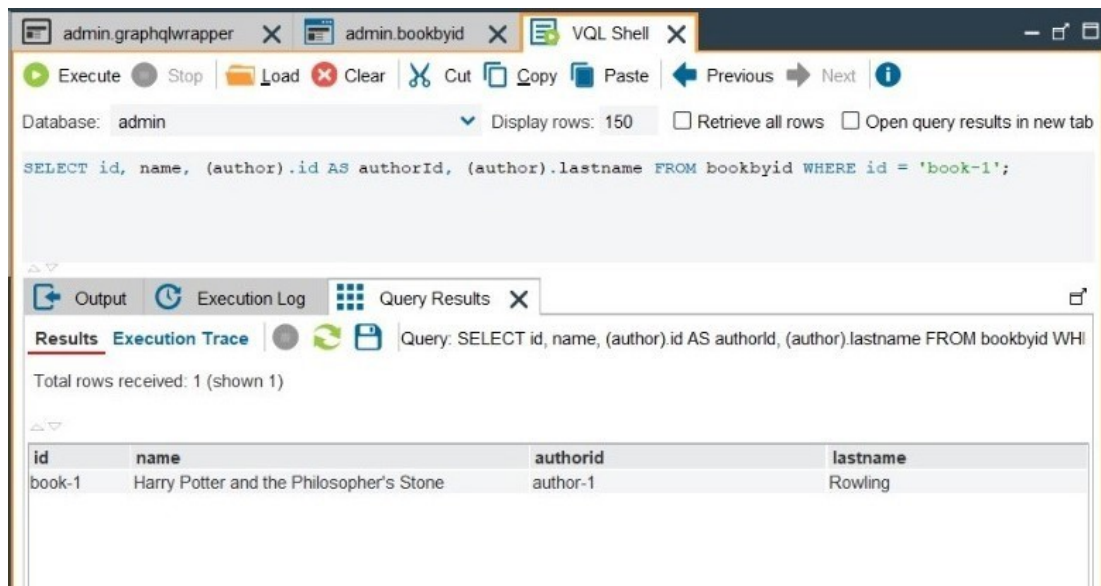 admin.graphqlwrapper admin.bookbyid VQL Shell
Execute Stop Load Clear Cut Copy Paste Previous Next
Database: admin Display rows: 150 Retrieve all rows Open query results in new tab
SELECT id, name, (author).id AS authorId, (author).lastname FROM bookbyid WHERE id = 'book-1';
Output Execution Log Query Results
Results Execution Trace Query: SELECT id, name, (author).id AS authorId, (author).lastname FROM bookbyid WHI
Total rows received: 1 (shown 1)
id name authorid lastname
book-1 Harry Potter and the Philosopher's Stone author-1 Rowling